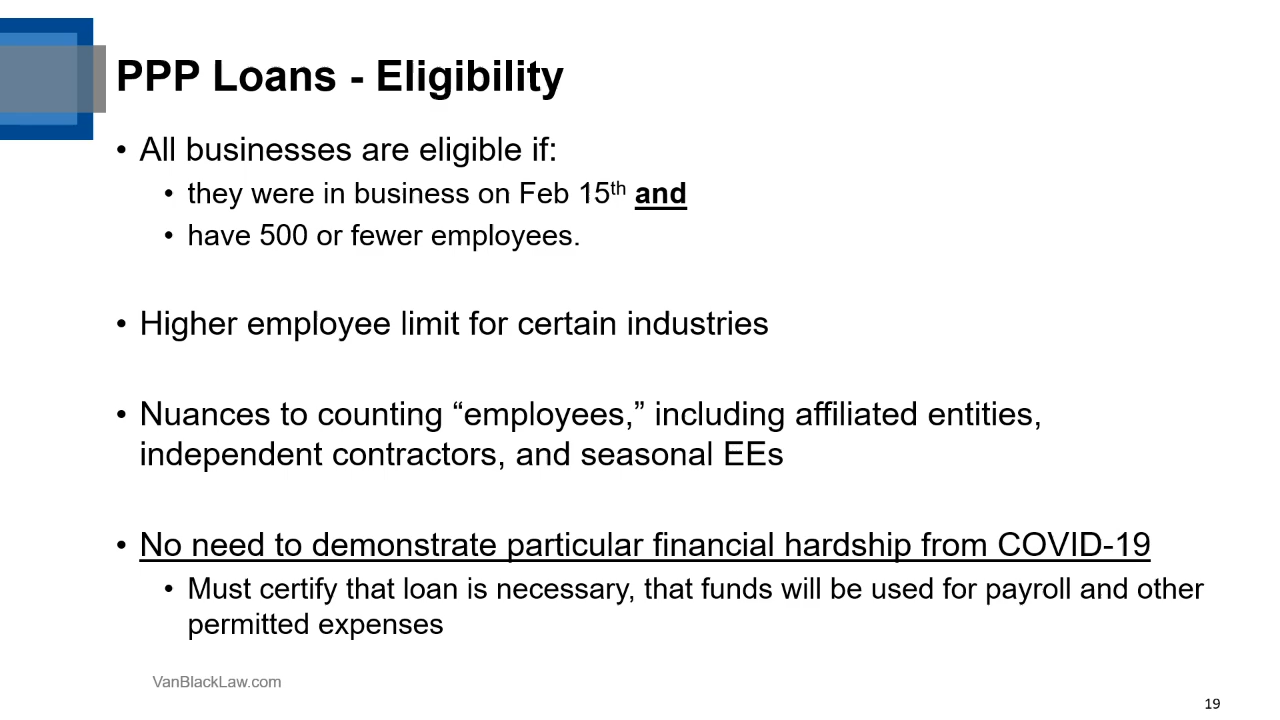 PPP Loans - Eligibility
• All businesses are eligible if:
• they were in business on Feb 15th and
• have 500 or fewer employees.
• Higher employee limit for certain industries
• Nuances to counting “employees,” including affiliated entities,
independent contractors, and seasonal EEs
• No need to demonstrate particular financial hardship from COVID-19
• Must certify that loan is necessary, that funds will be used for payroll and other
permitted expenses
VanBlackLaw.com
19